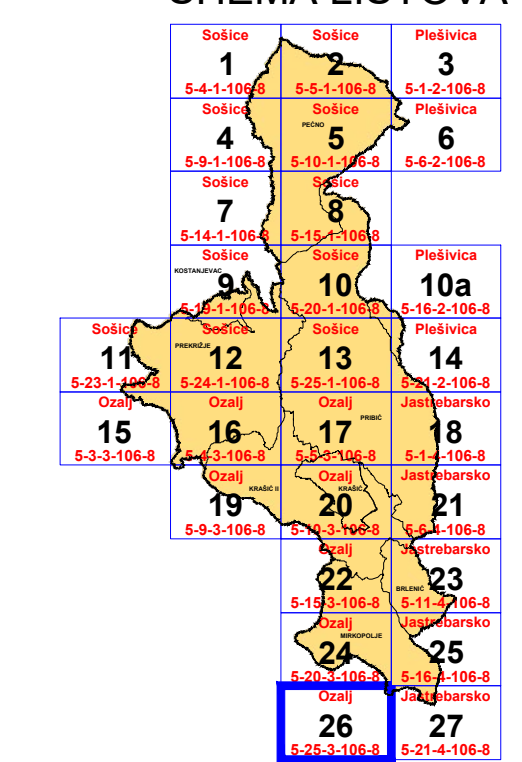 SHEMA LISTOVA
Sošice Sošice Plešivica
1 2 3
5-4-1-106-8 5-5-1-106-8 5-1-2-106-8
Sošice Sošice Plešivica
PEĆNO
4 5 6
5-9-1-106-8 5-10-1-106-8 5-6-2-106-8
Sošice Sošice
7 8
5-14-1-106-8 5-15-1-106-8
Sošice Sošice Plešivica
KOSTANJEVAC
9 10 10a
5-19-1-106-8 5-20-1-106-8 5-16-2-106-8
Sošice Sošice Sošice Plešivica
PREKRIŽJE
11 12 13 14
5-23-1-106-8 5-24-1-106-8 5-25-1-106-8 5-21-2-106-8
Ozalj Ozalj Ozalj Jastrebarsko
PRIBIĆ
15 16 17 18
5-3-3-106-8 5-4-3-106-8 5-5-3-106-8 5-1-4-106-8
Ozalj Ozalj Jastrebarsko
KRAŠIĆ II KRAŠIĆ
19 20 21
5-9-3-106-8 5-10-3-106-8 5-6-4-106-8
Ozalj Jastrebarsko
22 23
BRLENIĆ
5-15-3-106-8 5-11-4-106-8
Ozalj Jastrebarsko
MIRKOPOLJE
24 25
5-20-3-106-8 5-16-4-106-8
Ozalj Jastrebarsko
26 27
5-25-3-106-8 5-21-4-106-8